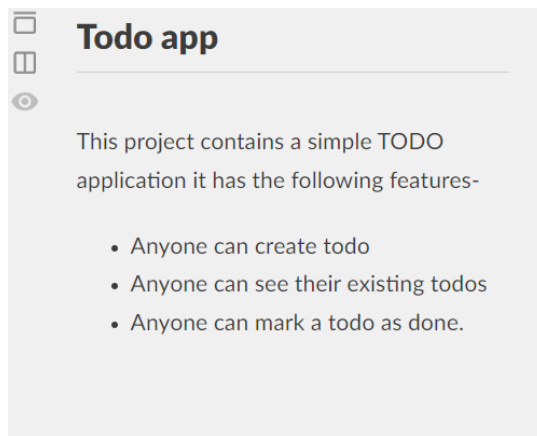 Todo app
This project contains a simple TODO
application it has the following features-
• Anyone can create todo
• Anyone can see their existing todos
• Anyone can mark a todo as done.